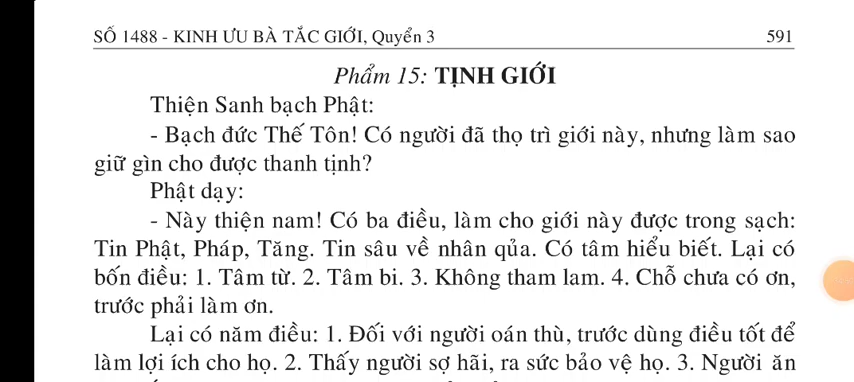 SỐ 1488 - KINH ƯU BÀ TẮC GIỚI, Quyển 3 591
Phẩm 15: TỊNH GIỚI
Thiện Sanh bạch Phật:
- Bạch đức Thế Tôn! Có người đã thọ trì giới này, nhưng làm sao
giữ gìn cho được thanh tịnh?
Phật dạy:
- Này thiện nam! Có ba điều, làm cho giới này được trong sạch:
Tin Phật, Pháp, Tăng. Tin sâu về nhân qủa. Có tâm hiểu biết. Lại có
bốn điều: 1. Tâm từ. 2. Tâm bi. 3. Không tham lam. 4. Chỗ chưa có ơn,
trước phải làm ơn.
Lại có năm điều: 1. Đối với người oán thù, trước dùng điều tốt để
làm lợi ích cho họ. 2. Thấy người sợ hãi, ra sức bảo vệ họ. 3. Người ăn